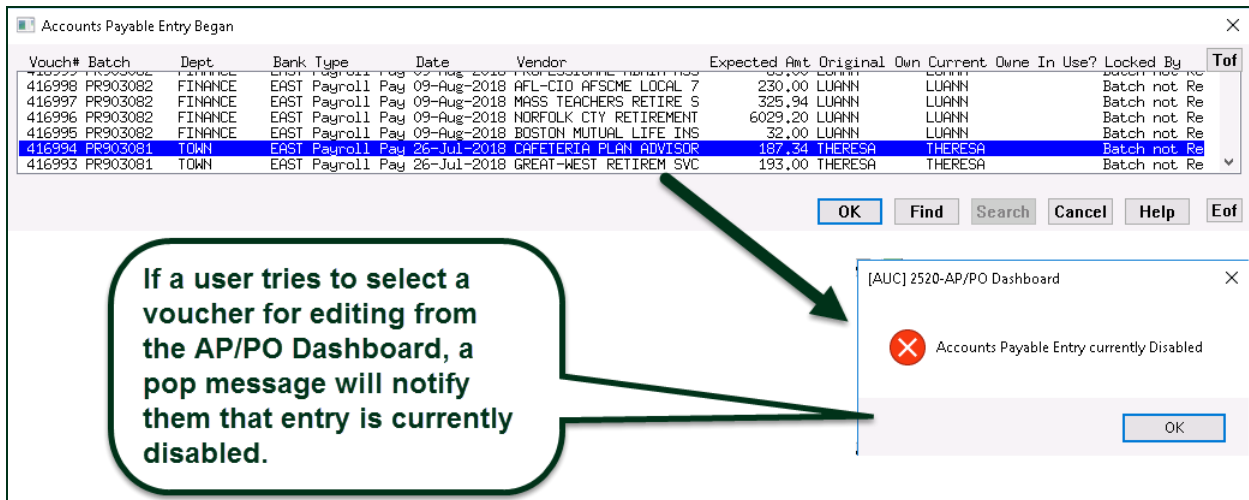 Accounts Payable Entry Began
Vouch# Batch Dept Bank Type Date Vendor Expected Amt Original Own Current Owne In Use? Locked By Tof
416998 PR903082 FINANCE EAST Payroll Pay 09-Aug-2018 AFL-CIO AFSCME LOCAL 7 230.00 LUANN LUANN Batch not Re
416997 PR903082 FINANCE EAST Payroll Pay 09-Aug-2018 MASS TEACHERS RETIRE S 325.94 LUANN LUANN Batch not Re
416996 PR903082 FINANCE EAST Payroll Pay 09-Aug-2018 NORFOLK CTY RETIREMENT 6029.20 LUANN LUANN Batch not Re
416995 PR903082 FINANCE EAST Payroll Pay 09-Aug-2018 BOSTON MUTUAL LIFE INS 32.00 LUANN LUANN Batch not Re
416994 PR903081 TOWN EAST Payroll Pay 26-Jul-2018 CAFETERIA PLAN ADVISOR 187.34 THERESA THERESA Batch not Re
416993 PR903081 TOWN EAST Payroll Pay 26-Jul-2018 GREAT-WEST RETIREM SVC 193.00 THERESA THERESA Batch not Re
OK Find Search Cancel Help Eof
If a user tries to select a
voucher for editing from
the AP/PO Dashboard, a
pop message will notify
them that entry is currently
disabled.
[AUC] 2520-AP/PO Dashboard
Accounts Payable Entry currently Disabled
OK